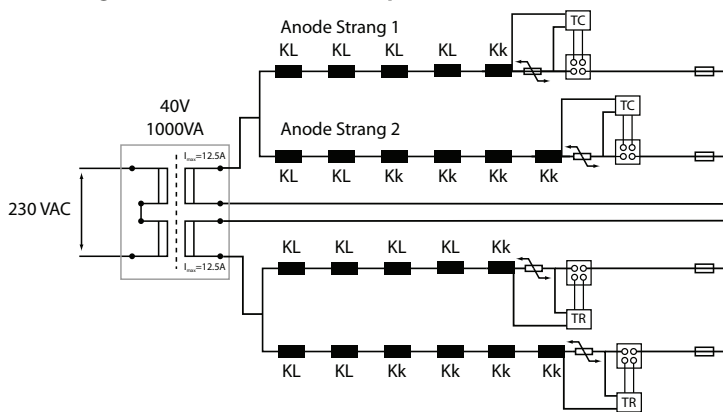 Anode Strang 1
TC
KL KL KL KL Kk
40V
1000VA
Anode Strang 2
TC
I max=12.5A
KL KL Kk Kk Kk Kk
230 VAC
KL KL KL KL Kk
I max=12.5A
TR
KL KL Kk Kk Kk Kk
TR